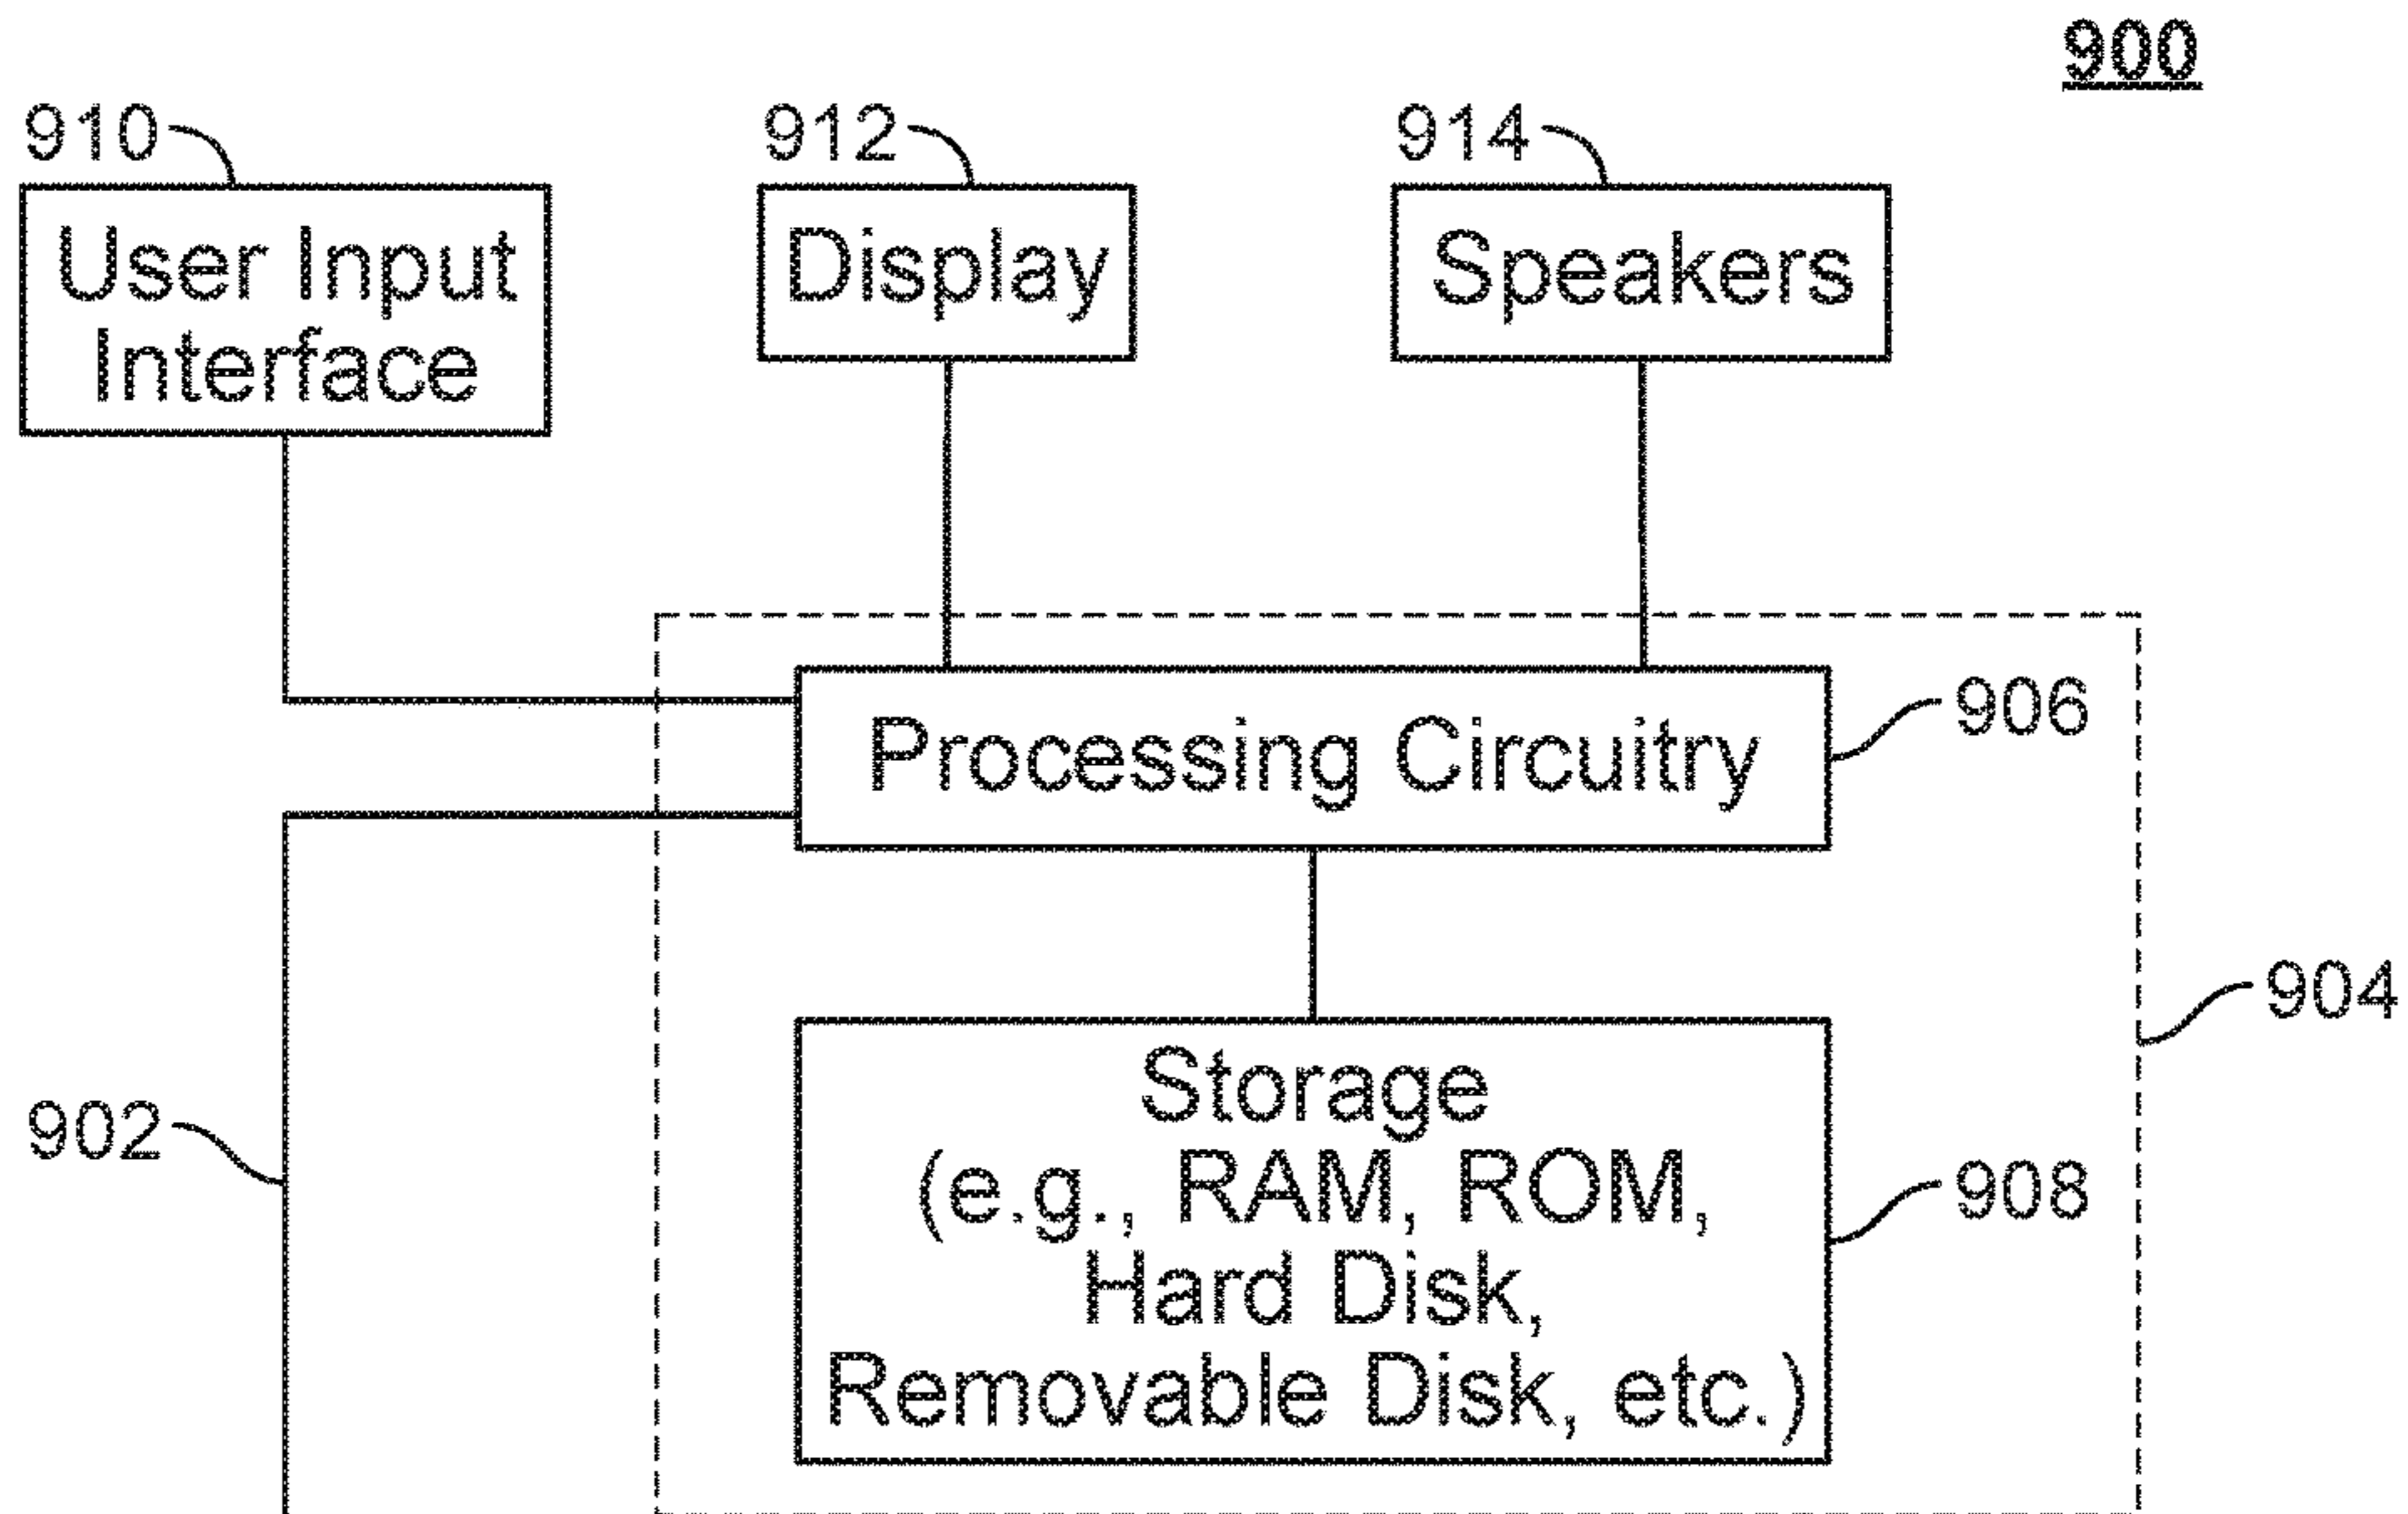 900
910
912
914
User Input
Interface
Display
Speakers
Processing Circuitry
906
904
902
Storage
(e.g., RAM, ROM,
Hard Disk,
Removable Disk, etc.)
908